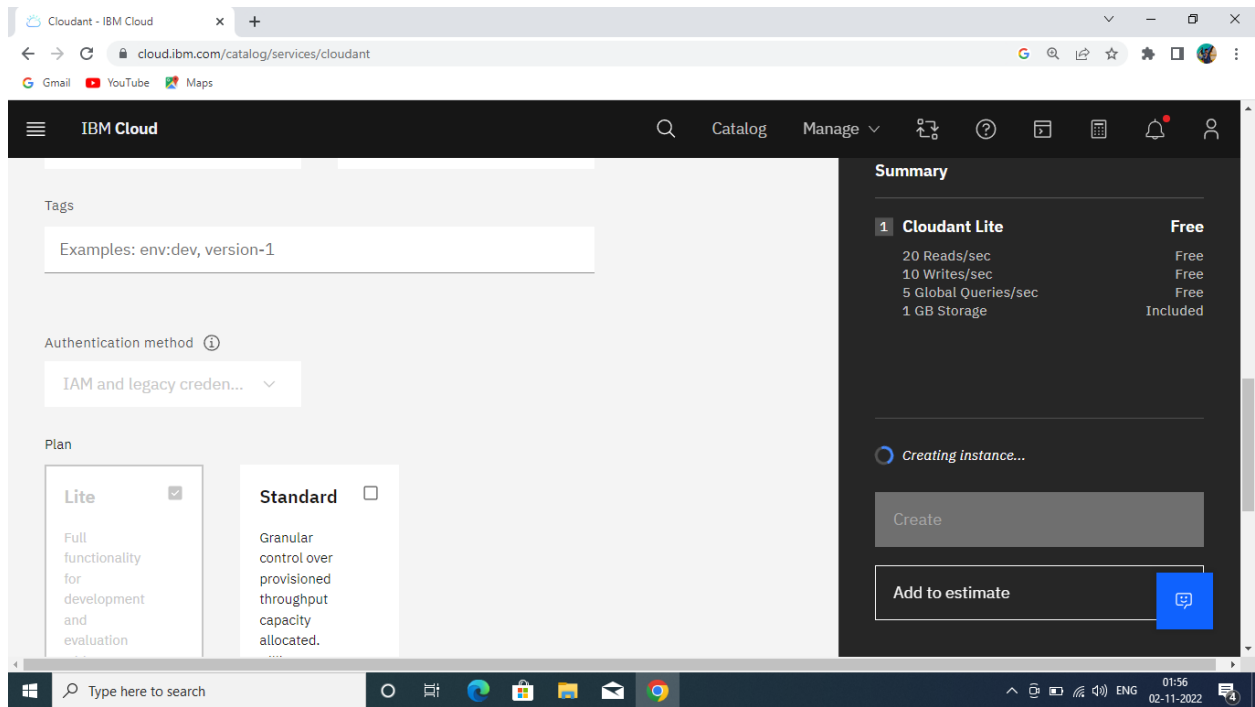 Cloudant - IBM Cloud
cloud.ibm.com/catalog/services/cloudant
Gmail YouTube Maps
IBM Cloud
Catalog Manage
Tags
Examples: env:dev, version-1
Authentication method
IAM and legacy creden...
Plan
Lite
Full
functionality
for
development
and
evaluation
Standard
Granular
control over
provisioned
throughput
capacity
allocated.
Summary
1 Cloudant Lite Free
20 Reads/sec Free
10 Writes/sec Free
5 Global Queries/sec Free
1 GB Storage Included
Creating instance...
Create
Add to estimate
Type here to search
ENG
01:56
02-11-2022
4